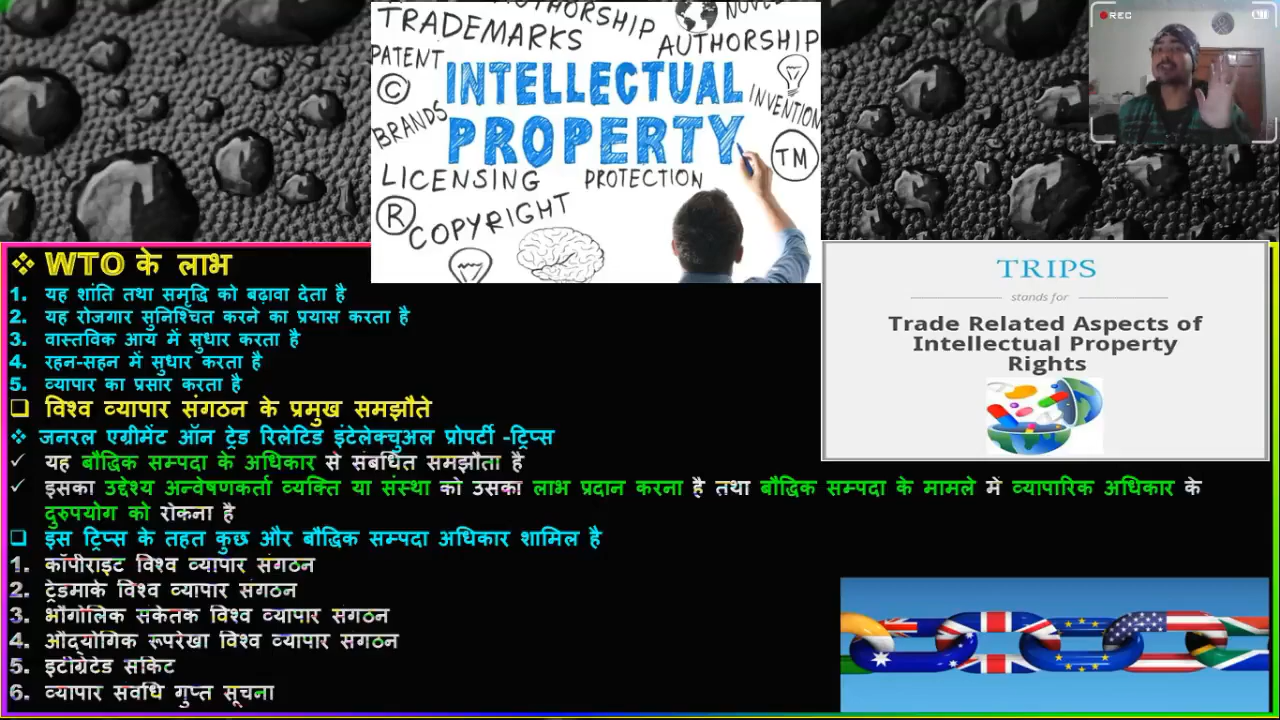 AUTHORSHIP
TRADEMARKS
AUTHORSHIP
PATENT
©
INTELLECTUAL
INVENTION
BRANDS
PROPERTY
TM
LICENSING
PROTECTION
R
COPYRIGHT
REC
❖ WTO के लाभ
1. यह शांति तथा समृद्धि को बढ़ावा देता है
2. यह रोजगार सुनिश्चित करने का प्रयास करता है
3. वास्तविक आय में सुधार करता है
4. रहन-सहन में सुधार करता है
5. व्यापार का प्रसार करता है
❑ विश्व व्यापार संगठन के प्रमुख समझौते
❖ जनरल एग्रीमेंट ऑन ट्रेड रिलेटिड इंटेलेक्चुअल प्रोपर्टी -ट्रिप्स
✓ यह बौद्धिक सम्पदा के अधिकार से संबंधित समझौता है
✓ इसका उद्देश्य अन्वेषणकर्ता व्यक्ति या संस्था को उसका लाभ प्रदान करना है तथा बौद्धिक सम्पदा के मामले में व्यापारिक अधिकार के
दुरुपयोग को रोकना है
❑ इस ट्रिप्स के तहत कुछ और बौद्धिक सम्पदा अधिकार शामिल है
1. कॉपीराइट विश्व व्यापार संगठन
2. ट्रेडमार्क विश्व व्यापार संगठन
3. भौगोलिक संकेतक विश्व व्यापार संगठन
4. औद्योगिक रूपरेखा विश्व व्यापार संगठन
5. इंटीग्रेटेड सर्किट
6. व्यापार संबंधि गुप्त सूचना
TRIPS
stands for
Trade Related Aspects of
Intellectual Property
Rights